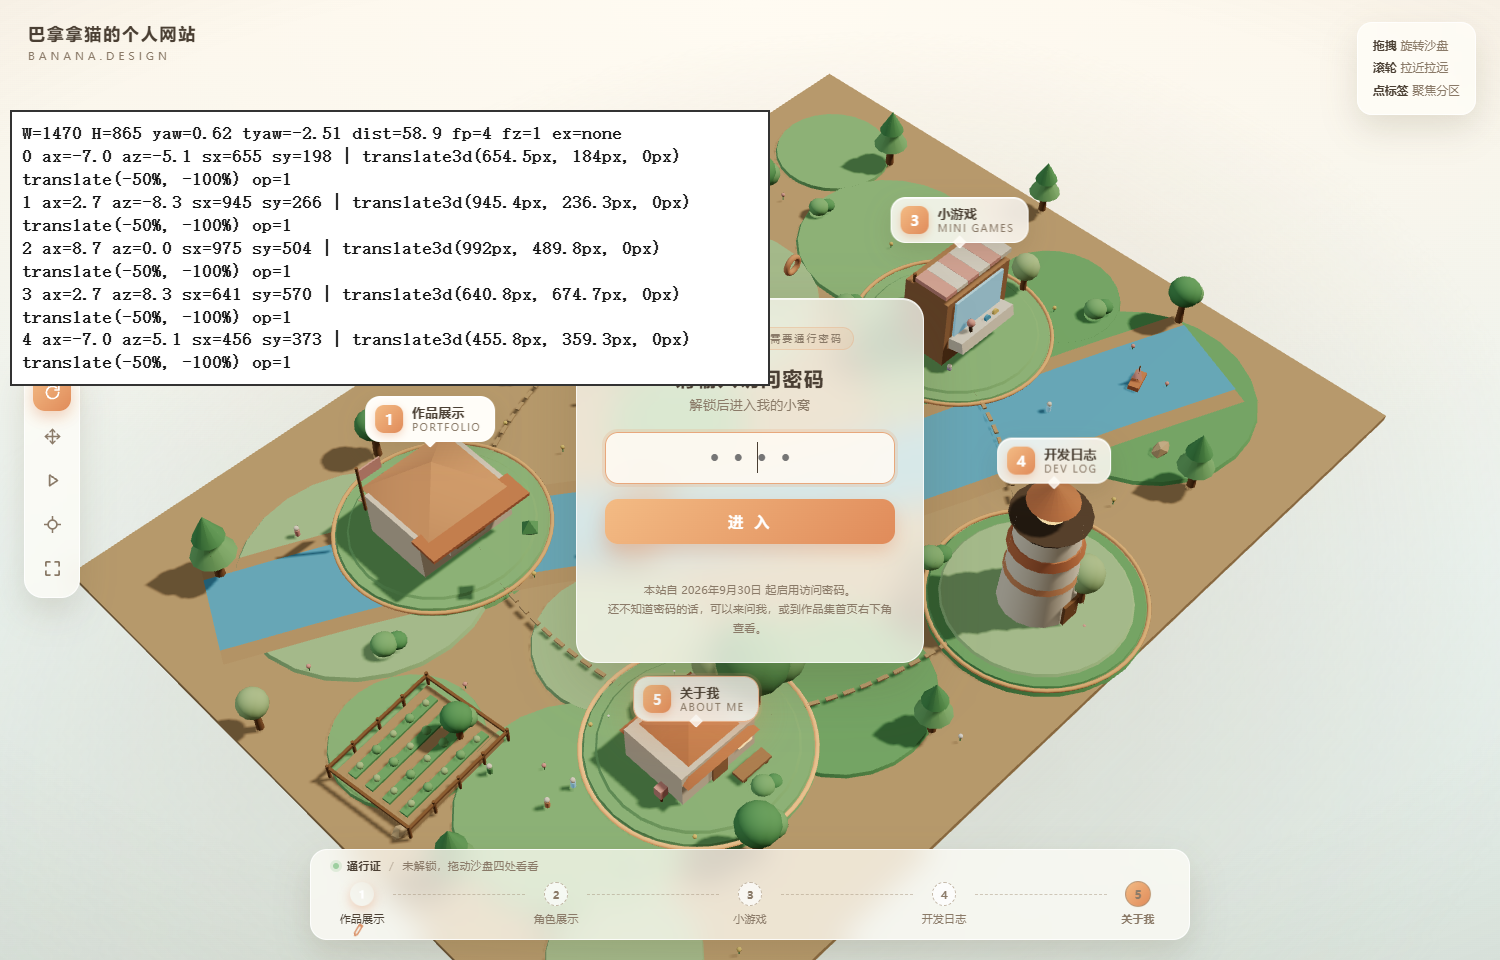 巴拿拿猫的个人网站
BANANA.DESIGN
拖拽 旋转沙盘
滚轮 拉近拉远
点标签 聚焦分区
W=1470 H=865 yaw=0.62 tyaw=-2.51 dist=58.9 fp=4 fz=1 ex=none
0 ax=-7.0 az=-5.1 sx=655 sy=198 | translate3d(654.5px, 184px, 0px)
translate(-50%, -100%) op=1
1 ax=2.7 az=-8.3 sx=945 sy=266 | translate3d(945.4px, 236.3px, 0px)
translate(-50%, -100%) op=1
2 ax=8.7 az=0.0 sx=975 sy=504 | translate3d(992px, 489.8px, 0px)
translate(-50%, -100%) op=1
3 ax=2.7 az=8.3 sx=641 sy=570 | translate3d(640.8px, 674.7px, 0px)
translate(-50%, -100%) op=1
4 ax=-7.0 az=5.1 sx=456 sy=373 | translate3d(455.8px, 359.3px, 0px)
translate(-50%, -100%) op=1
3 小游戏
MINI GAMES
需要通行密码
密码
解锁后进入我的小窝
1 作品展示
PORTFOLIO
4 开发日志
DEV LOG
进 入
本站自 2026年9月30日 起启用访问密码。
还不知道密码的话，可以来问我，或到作品集首页右下角
查看。
5 关于我
ABOUT ME
通行证 / 未解锁，拖动沙盘四处看看
1 2 3 4 5
作品展示 角色展示 小游戏 开发日志 关于我